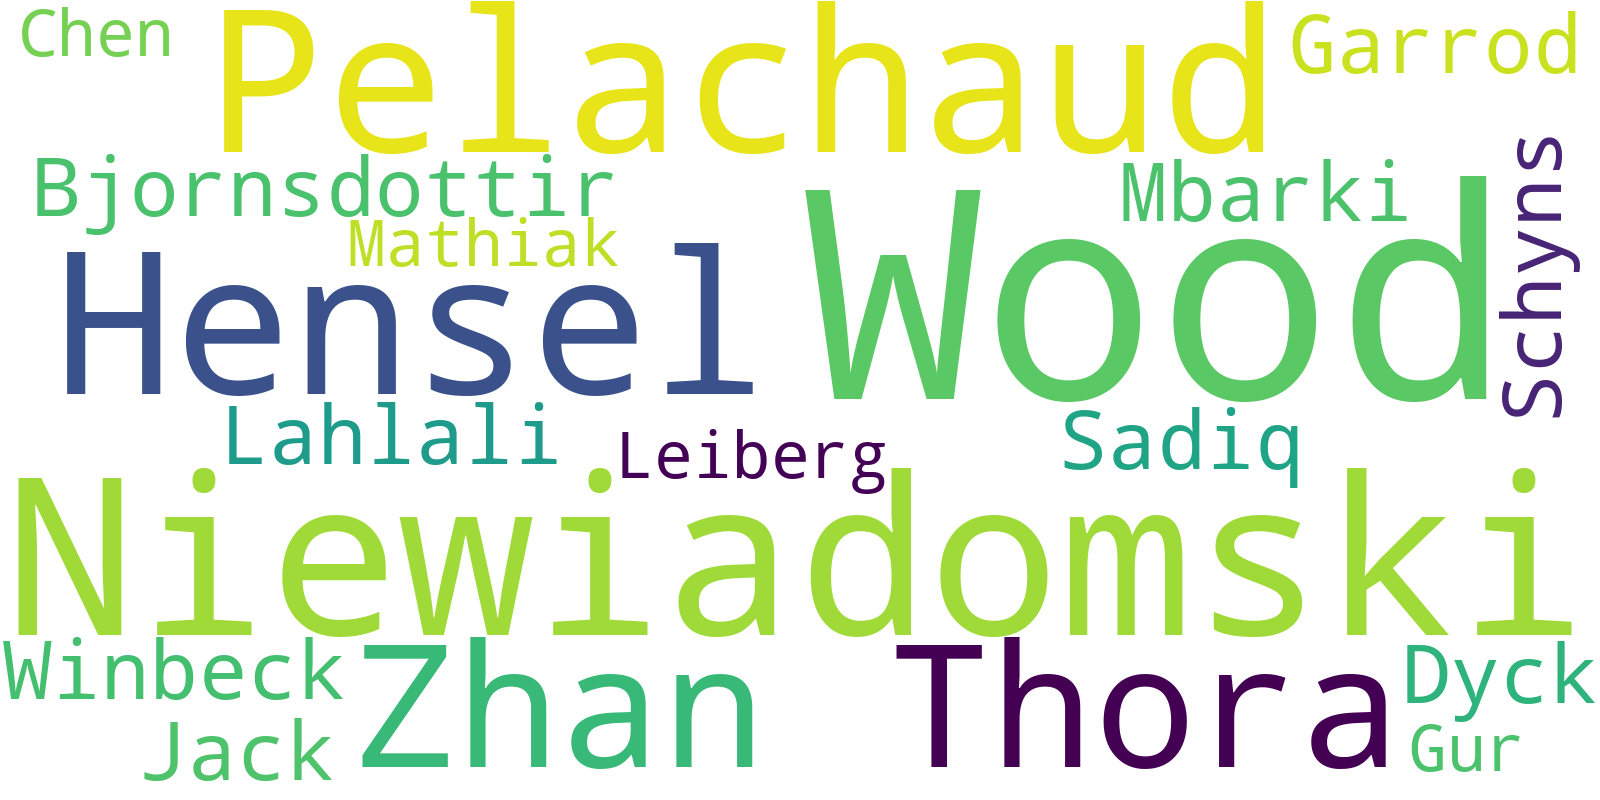 Chen
Pelachaud
Garrod
Bjornsdottir
Mbarki
Schyns
Mathiak
Hensel
Wood
Lahlali
Leiberg
Sadiq
Niewiadomski
Winbeck
Zhan
Thora
Dyck
Jack
Gur